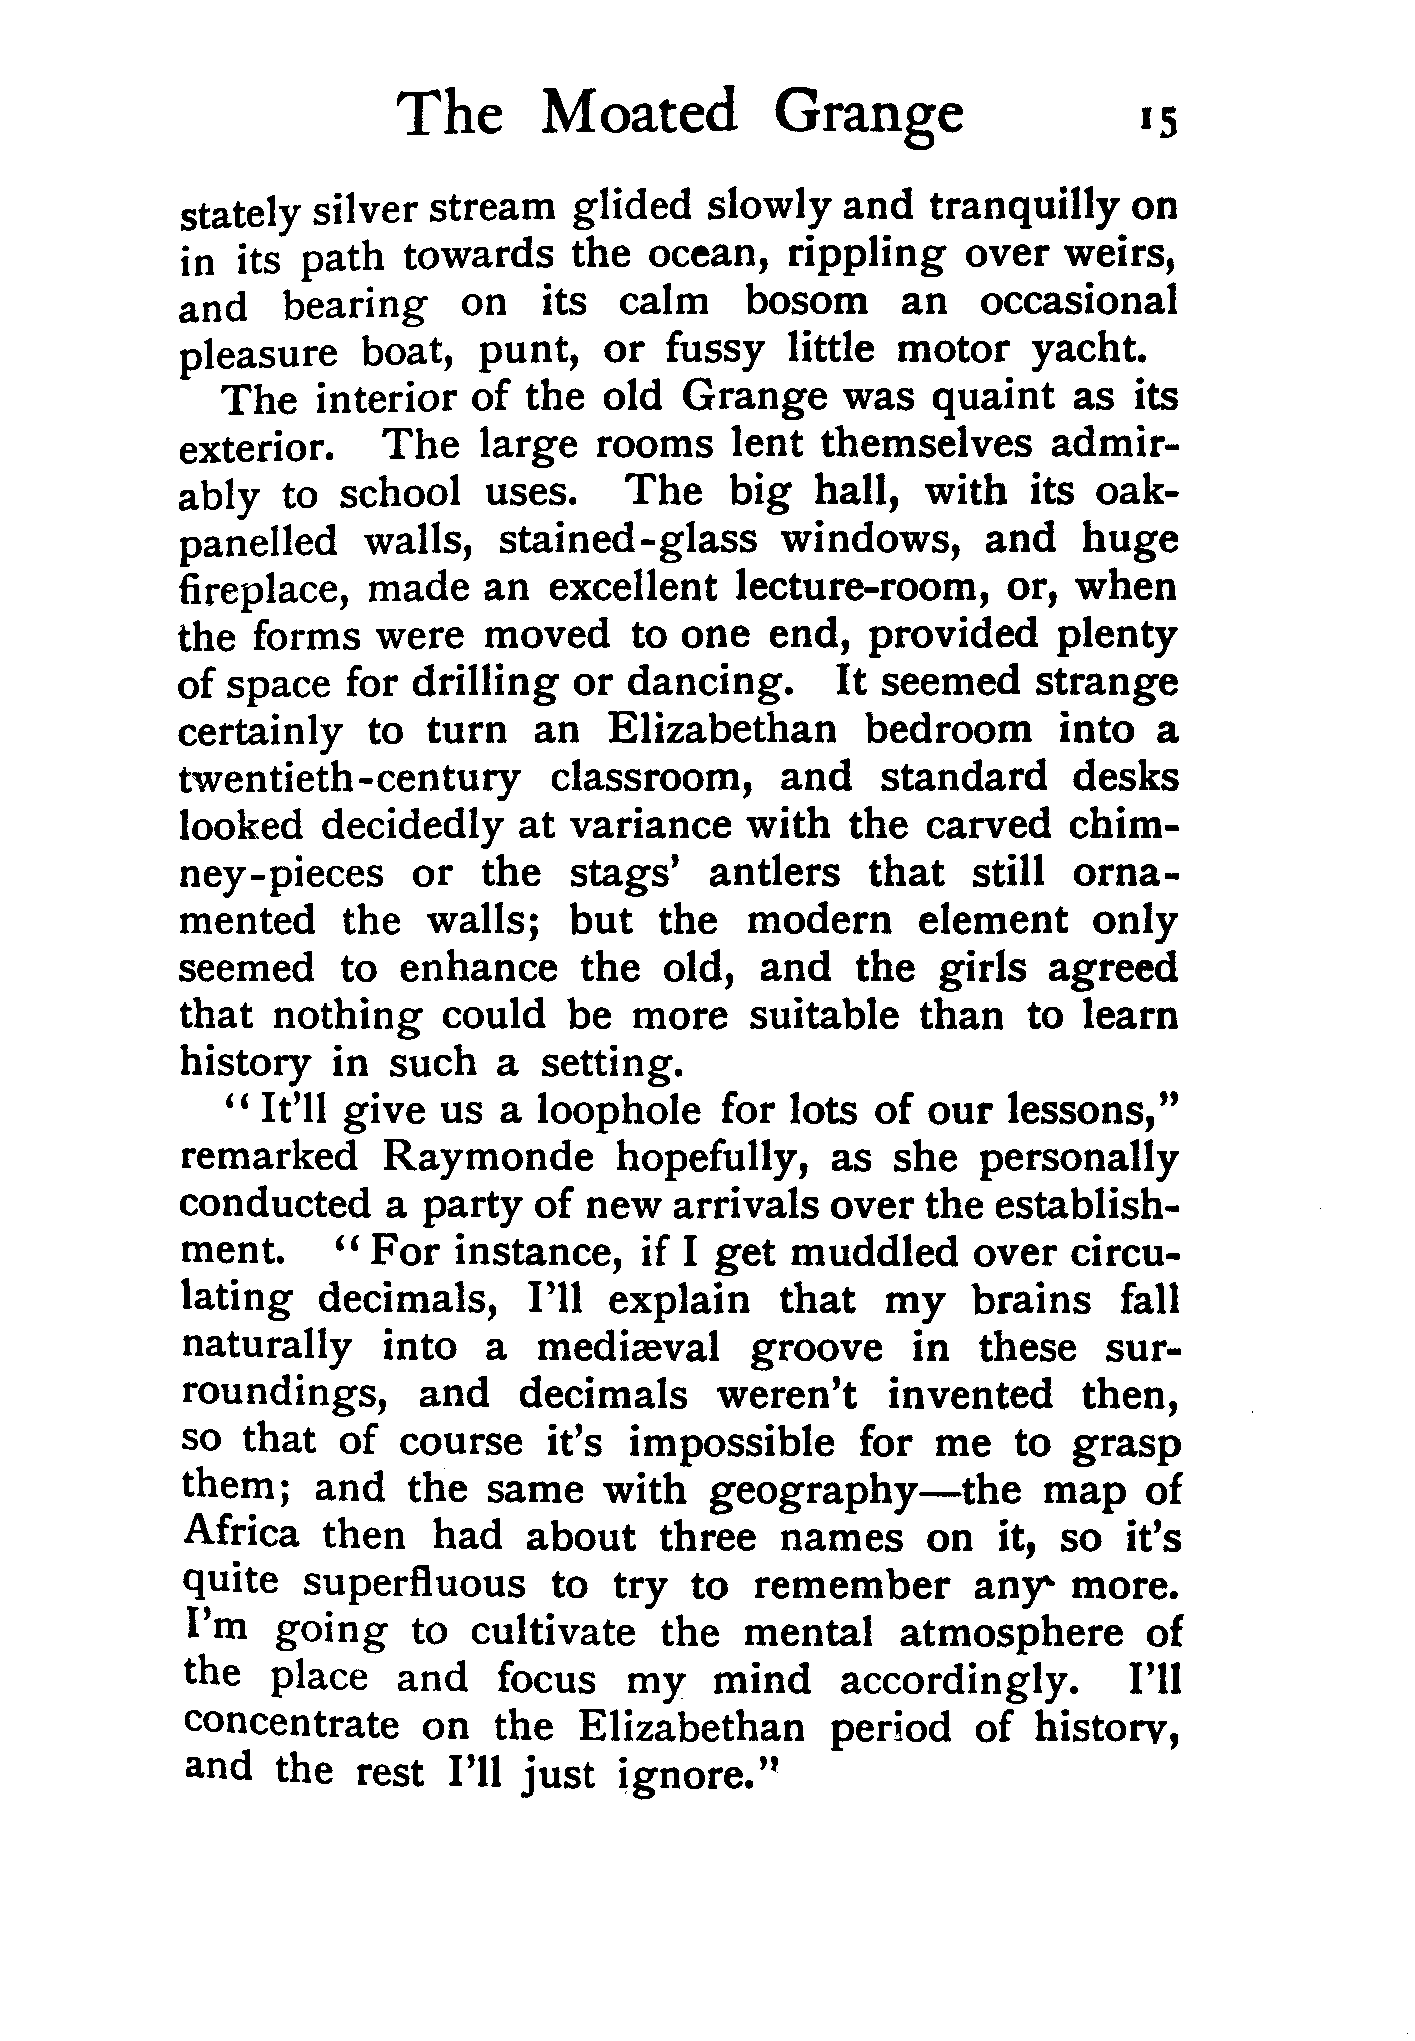 The Moated Grange 15
stately silver stream glided slowly and tranquilly on
in its path towards the ocean, rippling over weirs,
and bearing on its calm bosom an occasional
pleasure boat, punt, or fussy little motor yacht.
The interior of the old Grange was quaint as its
exterior. The large rooms lent themselves admir-
ably to school uses. The big hall, with its oak-
panelled walls, stained-glass windows, and huge
fireplace, made an excellent lecture-room, or, when
the forms were moved to one end, provided plenty
of space for drilling or dancing. It seemed strange
certainly to turn an Elizabethan bedroom into a
twentieth-century classroom, and standard desks
looked decidedly at variance with the carved chim-
ney-pieces or the stags' antlers that still orna-
mented the walls; but the modern element only
seemed to enhance the old, and the girls agreed
that nothing could be more suitable than to learn
history in such a setting.
"It'll give us a loophole for lots of our lessons,"
remarked Raymonde hopefully, as she personally
conducted a party of new arrivals over the establish-
ment. "For instance, if I get muddled over circu-
lating decimals, I'll explain that my brains fall
naturally into a mediæval groove in these sur-
roundings, and decimals weren't invented then,
so that of course it's impossible for me to grasp
them; and the same with geography—the map of
Africa then had about three names on it, so it's
quite superfluous to try to remember any more.
I'm going to cultivate the mental atmosphere of
the place and focus my mind accordingly. I'll
concentrate on the Elizabethan period of history,
and the rest I'll just ignore."